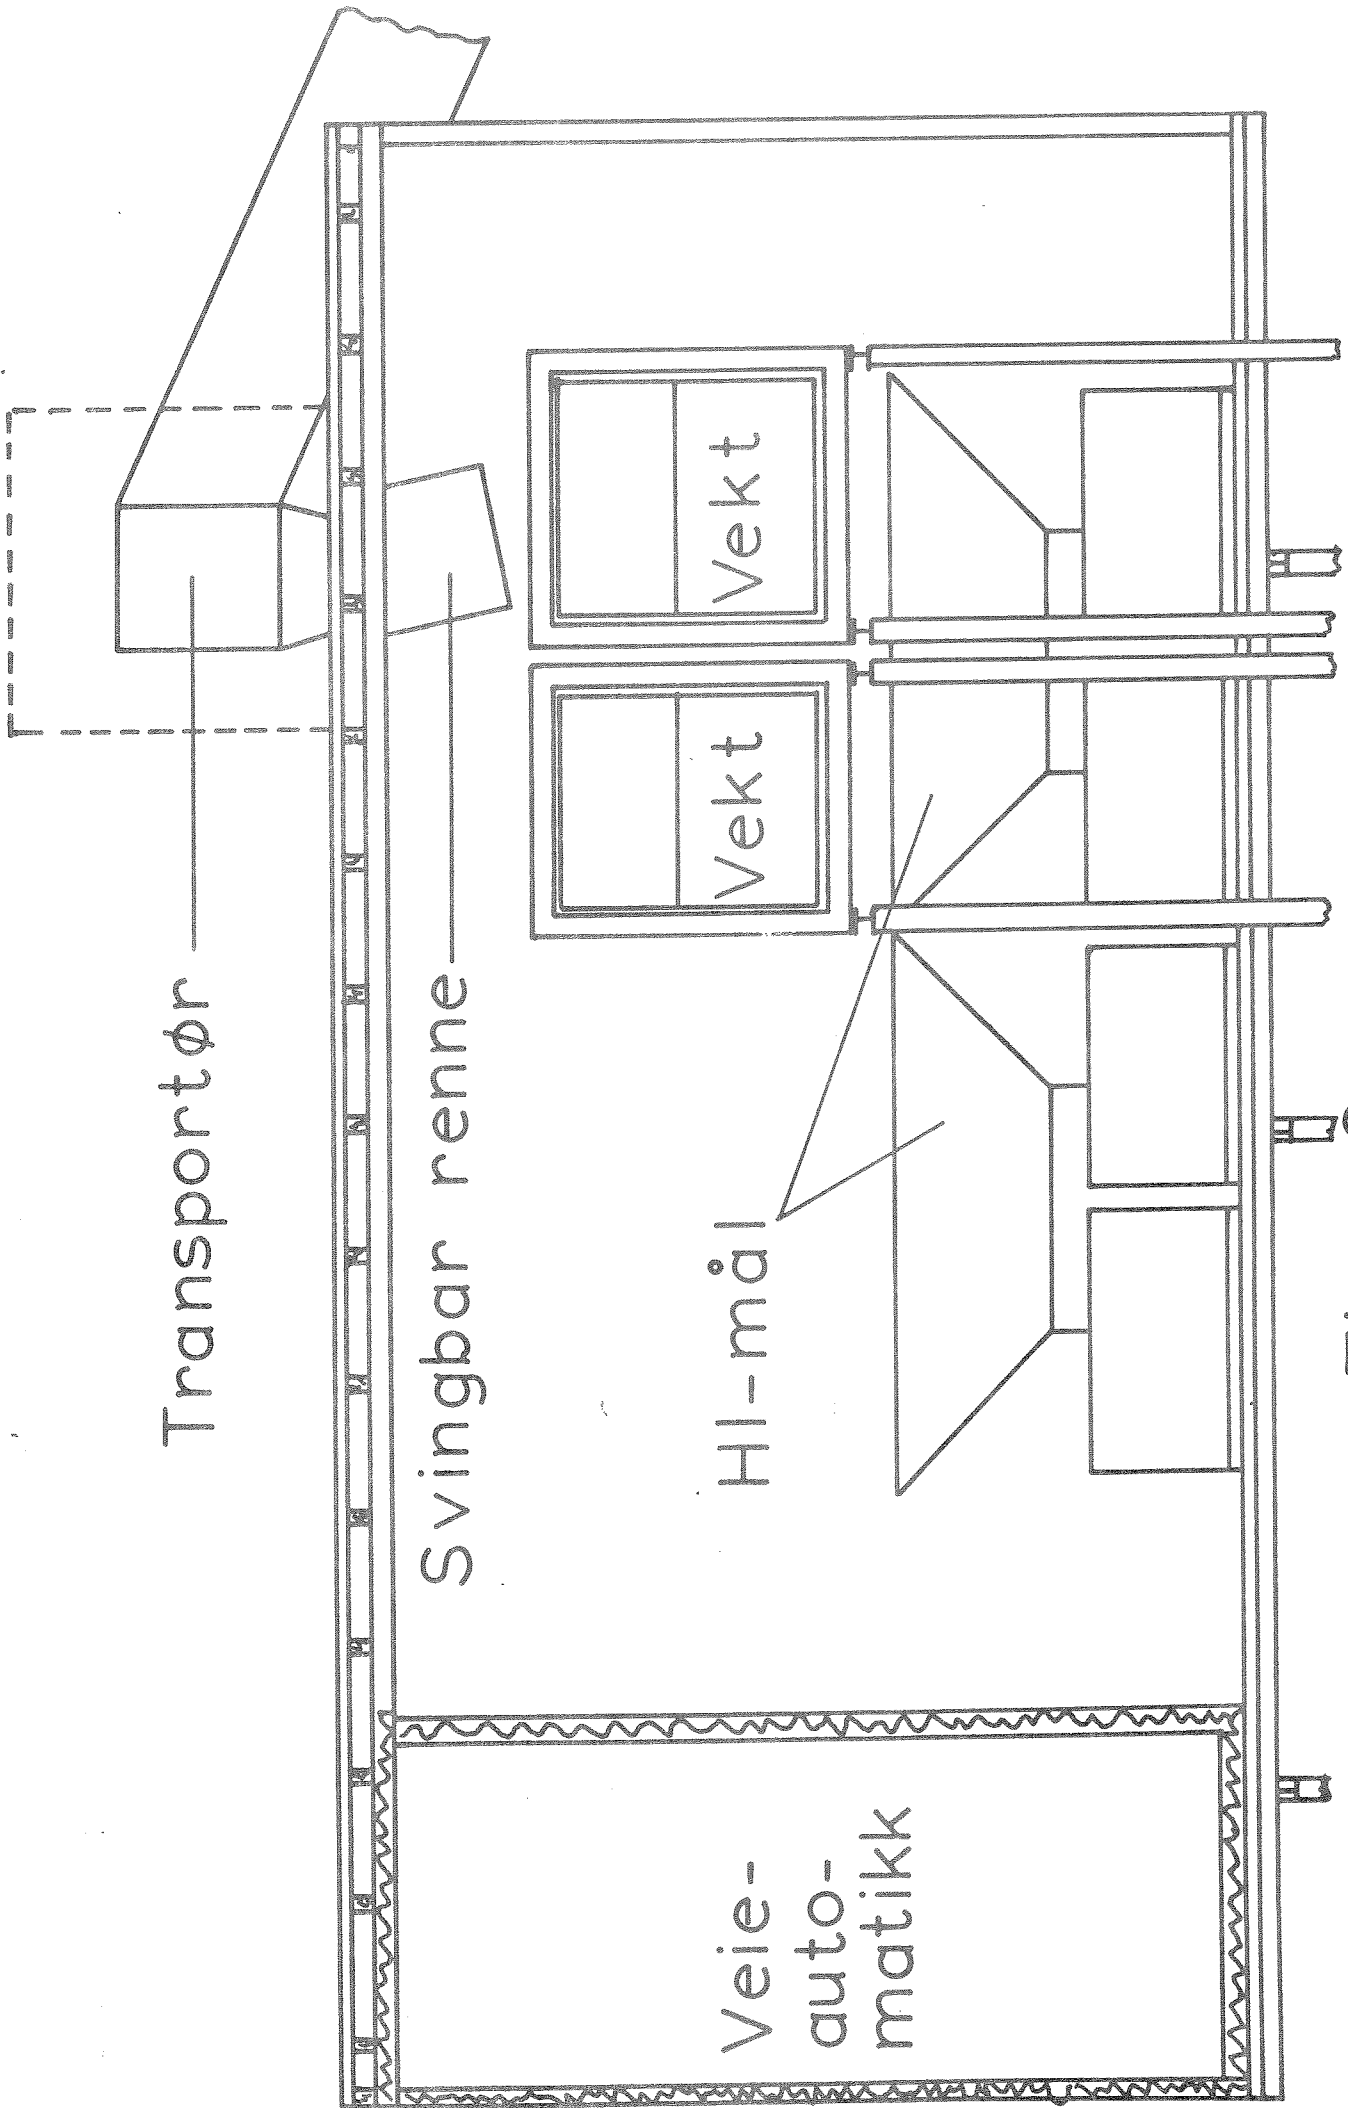 Transportør
Svingbar renne
Vekt
Vekt
Hl-mål
Veie-
auto-
matikk